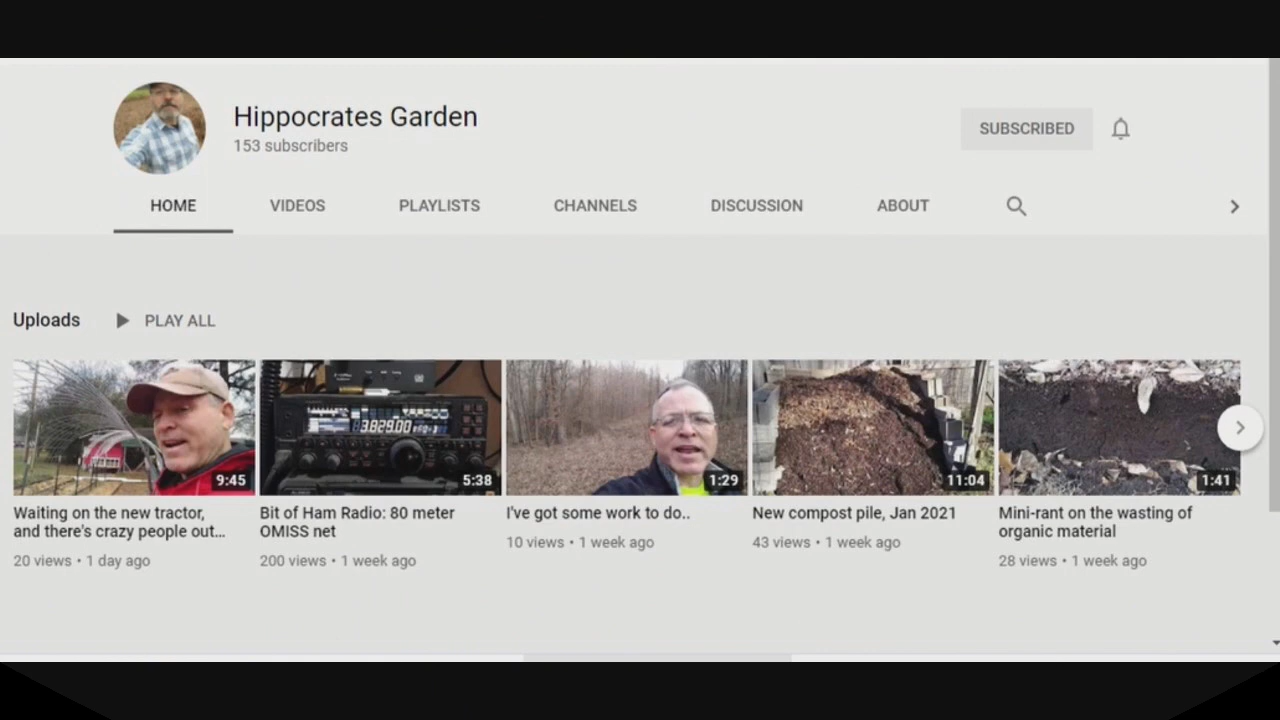 Hippocrates Garden
153 subscribers
SUBSCRIBED
HOME VIDEOS PLAYLISTS CHANNELS DISCUSSION ABOUT
Uploads PLAY ALL
3.829.00
9:45
5:38
1:29
11:04
1:41
Waiting on the new tractor,
and there's crazy people out...
20 views • 1 day ago
Bit of Ham Radio: 80 meter
OMISS net
200 views • 1 week ago
I've got some work to do..
10 views • 1 week ago
New compost pile, Jan 2021
43 views • 1 week ago
Mini-rant on the wasting of
organic material
28 views • 1 week ago